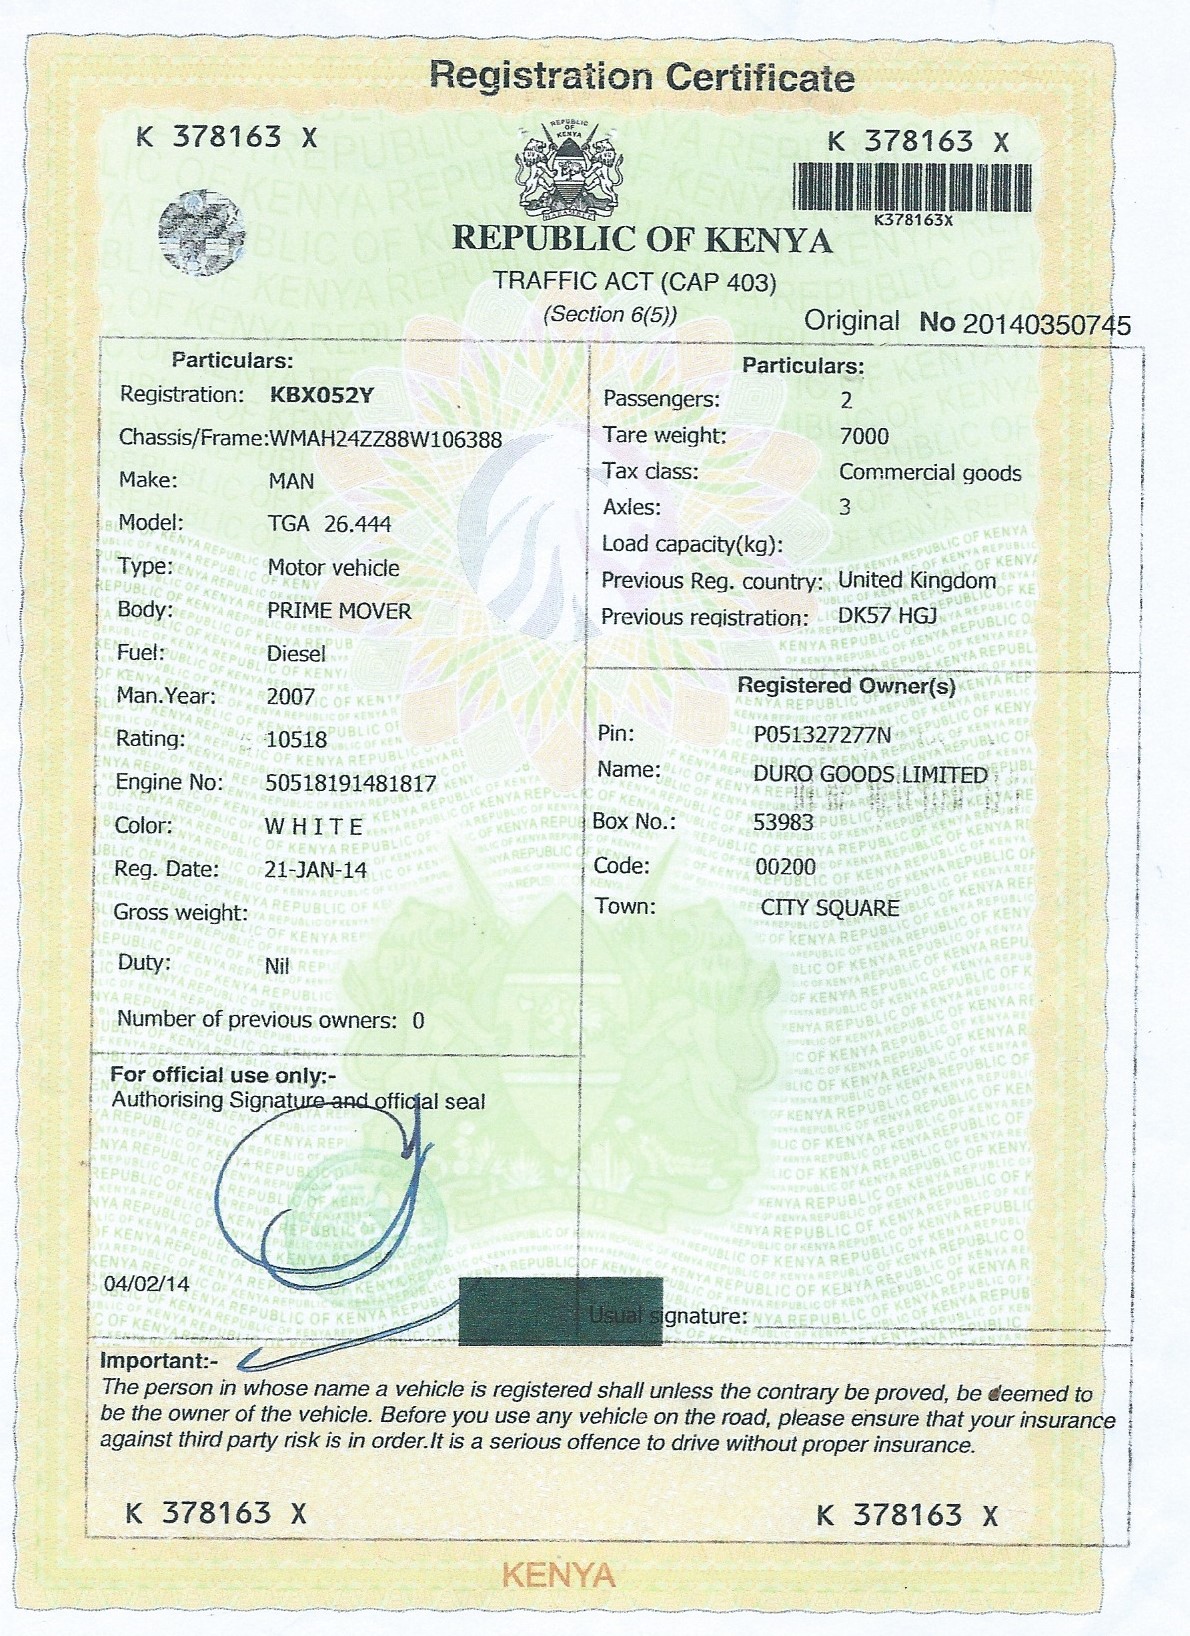 Registration Certificate
K 378163 X
K 378163 X
REPUBLIC OF KENYA
HARAMBEE
K378163X
REPUBLIC OF KENYA
TRAFFIC ACT (CAP 403)
(Section 6(5))
Original No 20140350745
Particulars:
Registration: KBX052Y
Chassis/Frame:WMAH24ZZ88W106388
Make: MAN
Model: TGA 26.444
Type: Motor vehicle
Body: PRIME MOVER
Fuel: Diesel
Man.Year: 2007
Rating: 10518
Engine No: 50518191481817
Color: W H I T E
Reg. Date: 21-JAN-14
Gross weight:
Duty: Nil
Number of previous owners: 0
For official use only:-
Authorising Signature and official seal
04/02/14
Particulars:
Passengers: 2
Tare weight: 7000
Tax class: Commercial goods
Axles: 3
Load capacity(kg):
Previous Reg. country: United Kingdom
Previous registration: DK57 HGJ
Registered Owner(s)
Pin: P051327277N
Name: DURO GOODS LIMITED
Box No.: 53983
Code: 00200
Town: CITY SQUARE
Usual signature:
Important:-
The person in whose name a vehicle is registered shall unless the contrary be proved, be deemed to
be the owner of the vehicle. Before you use any vehicle on the road, please ensure that your insurance
against third party risk is in order.It is a serious offence to drive without proper insurance.
K 378163 X
K 378163 X
KENYA